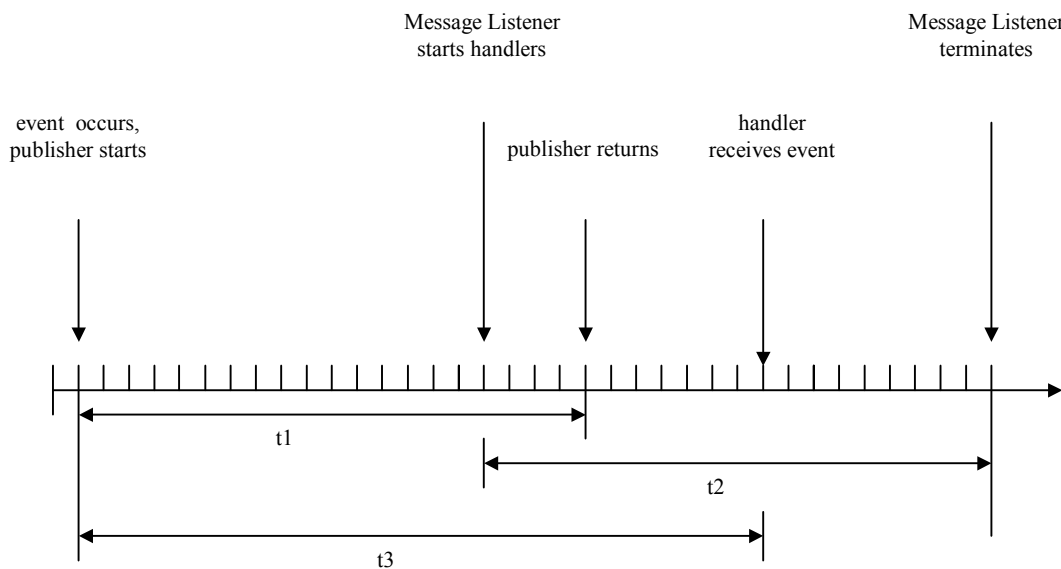 Message Listener
starts handlers
Message Listener
terminates
event occurs,
publisher starts
publisher returns
handler
receives event
t1
t2
t3